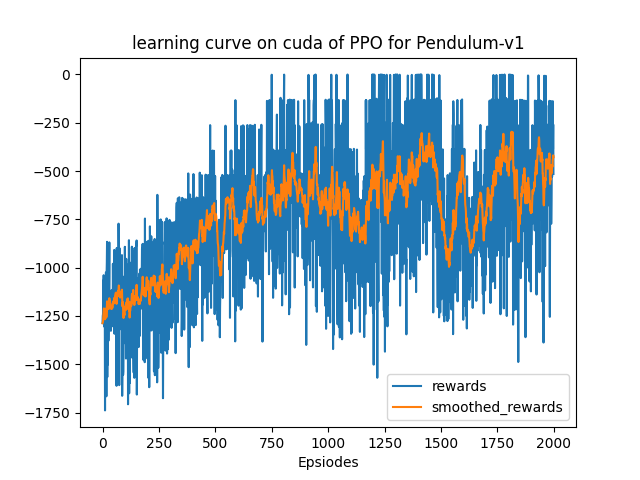 learning curve on cuda of PPO for Pendulum-v1
0
−250
−500
−750
−1000
−1250
−1500
−1750
rewards
smoothed_rewards
0 250 500 750 1000 1250 1500 1750 2000
Epsiodes